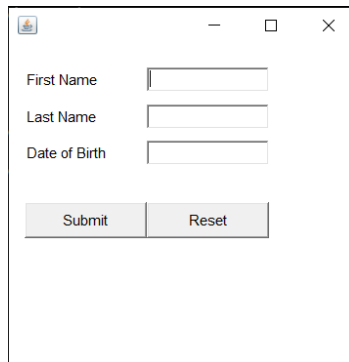 First Name
Last Name
Date of Birth
Submit Reset